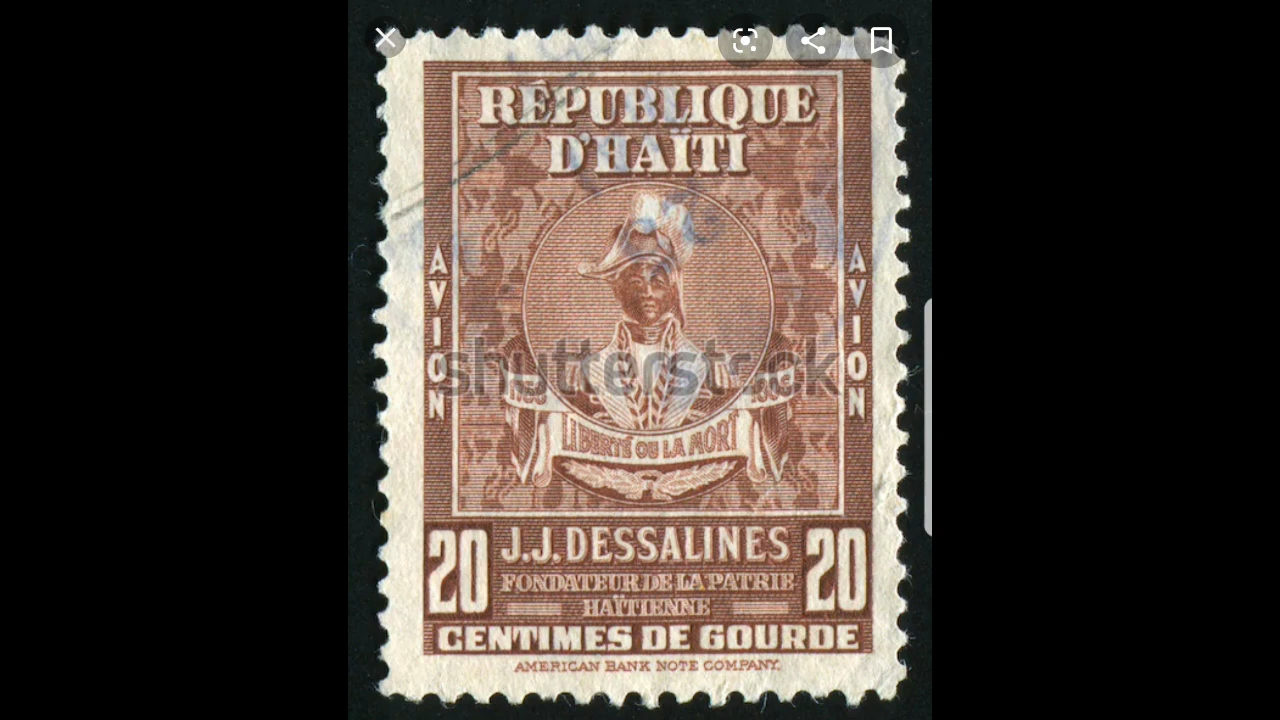 RÉPUBLIQUE
D'HAÏTI
AVION
AVION
shutterstock
LIBERTÉ OU LA MORT
20 J.J. DESSALINES 20
FONDATEUR DE LA PATRIE
HAÏTIENNE
CENTIMES DE GOURDE
AMERICAN BANK NOTE COMPANY.